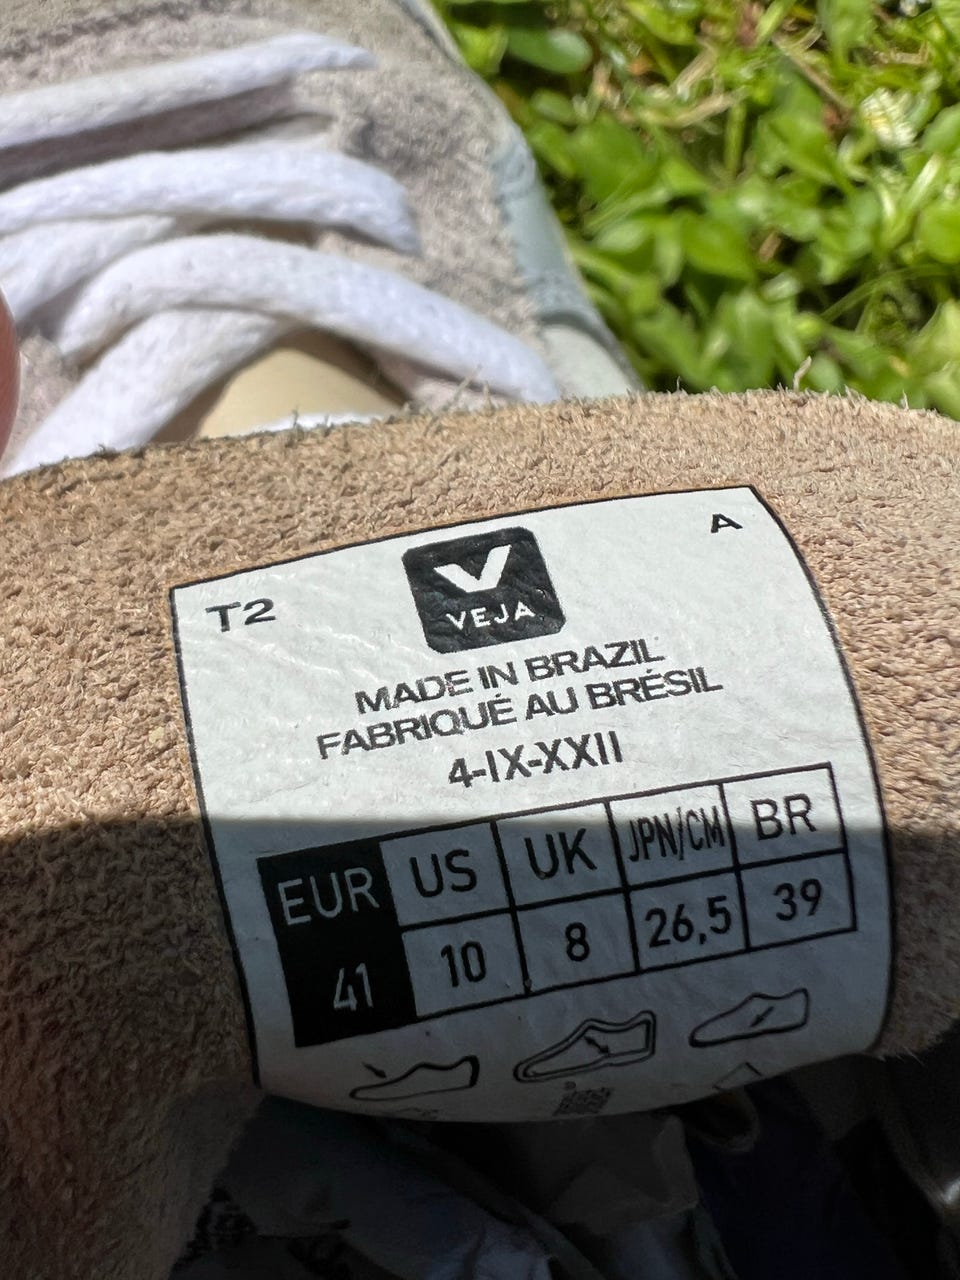 T2
A
VEJA
MADE IN BRAZIL
FABRIQUÉ AU BRÉSIL
4-IX-XXII
EUR US UK JPN/CM BR
41 10 8 26,5 39